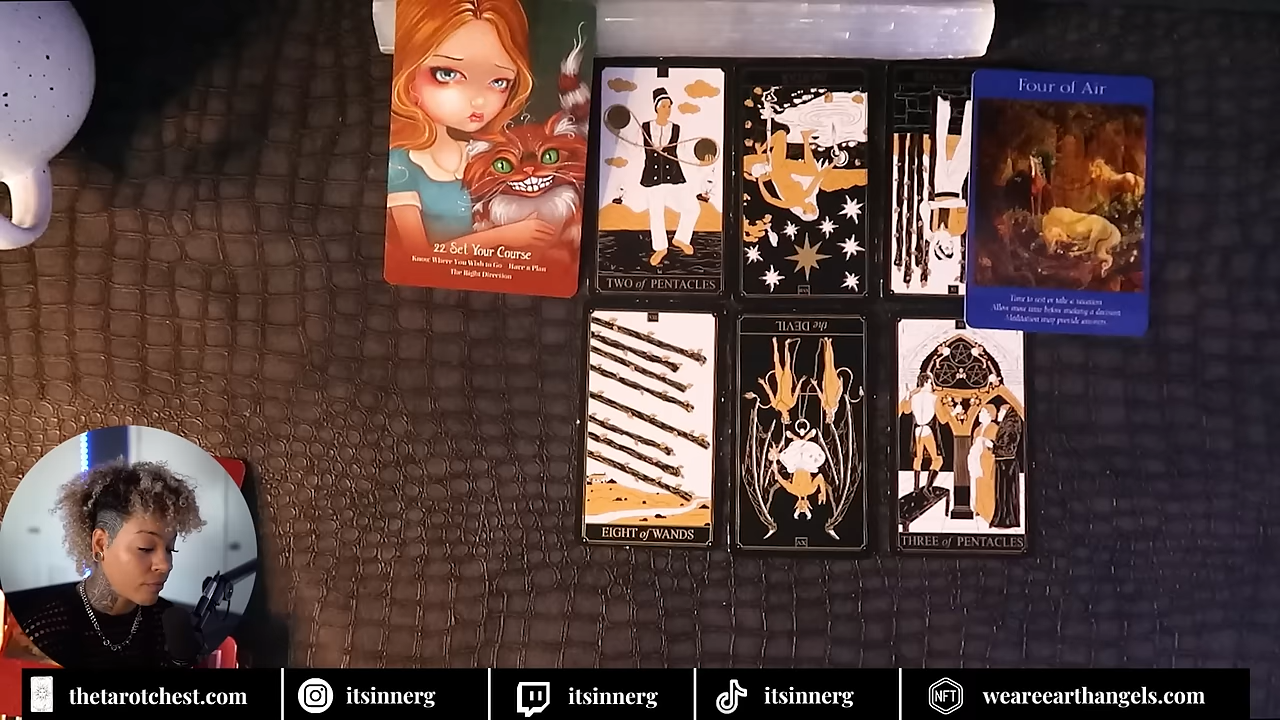 22 Set Your Course
Know Where You Wish to Go Have a Plan
The Right Direction
TWO of PENTACLES
Four of Air
Time to rest or take a vacation
Allow more time before making a decision
Meditation may provide answers
VIII
EIGHT of WANDS
the DEVIL
XV
THREE of PENTACLES
thetarotchest.com
itsinnerg
itsinnerg
itsinnerg
NFT
weareearthangels.com